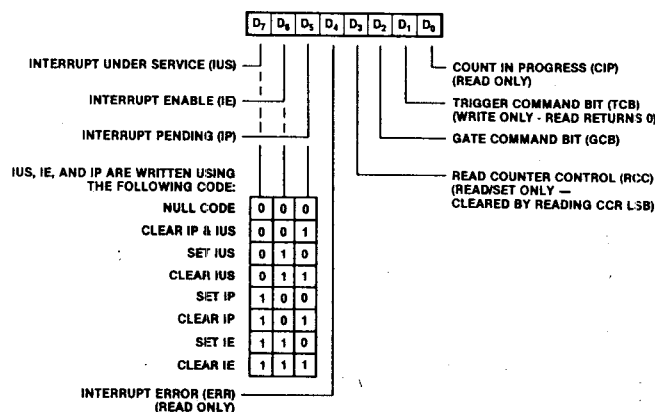 D7 D6 D5 D4 D3 D2 D1 D0
INTERRUPT UNDER SERVICE (IUS)
INTERRUPT ENABLE (IE)
INTERRUPT PENDING (IP)
IUS, IE, AND IP ARE WRITTEN USING
THE FOLLOWING CODE:
NULL CODE 0 0 0
CLEAR IP & IUS 0 0 1
SET IUS 0 1 0
CLEAR IUS 0 1 1
SET IP 1 0 0
CLEAR IP 1 0 1
SET IE 1 1 0
CLEAR IE 1 1 1
INTERRUPT ERROR (ERR)
(READ ONLY)
COUNT IN PROGRESS (CIP)
(READ ONLY)
TRIGGER COMMAND BIT (TCB)
(WRITE ONLY - READ RETURNS 0)
GATE COMMAND BIT (GCB)
READ COUNTER CONTROL (RCC)
(READ/SET ONLY —
CLEARED BY READING CCR LSB)